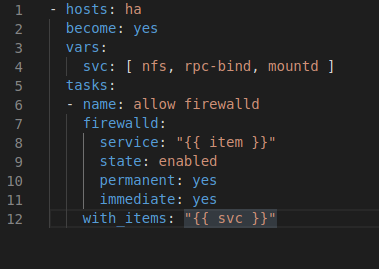 1 - hosts: ha
2   become: yes
3   vars:
4     svc: [ nfs, rpc-bind, mountd ]
5   tasks:
6   - name: allow firewalld
7     firewalld:
8       service: "{{ item }}"
9       state: enabled
10       permanent: yes
11       immediate: yes
12     with_items: "{{ svc }}"